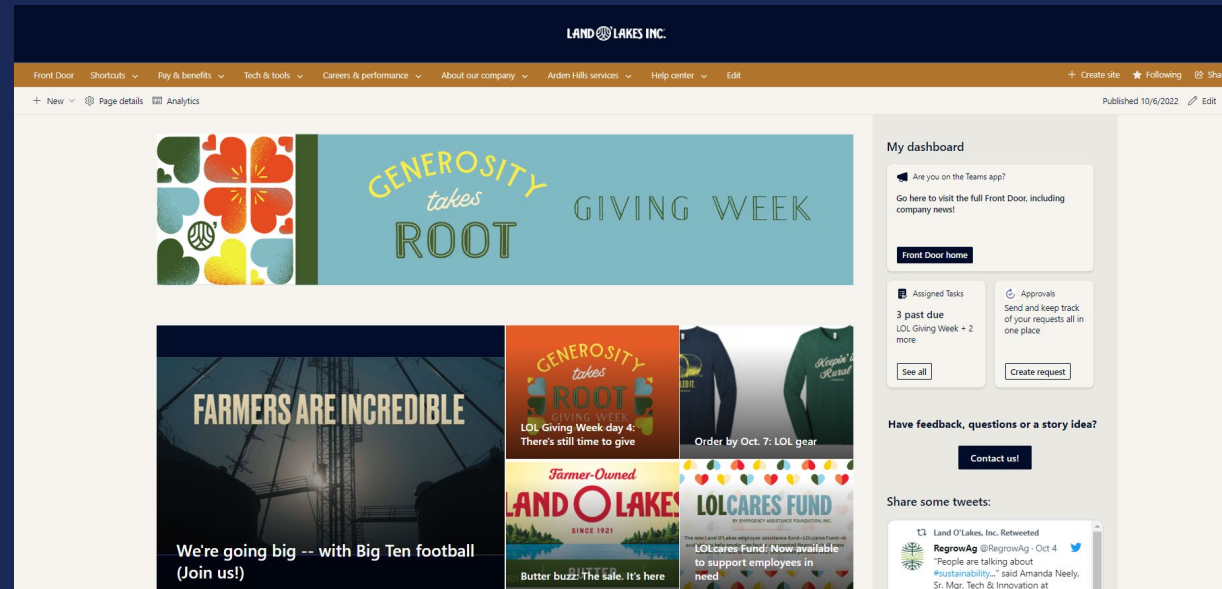 LAND O'LAKES INC.
Front Door Shortcuts Pay & benefits Tech & tools Careers & performance About our company Arden Hills services Help center Edit
+ Create site Following Sha
+ New Page details Analytics
Published 10/6/2022 Edit
GENEROSITY
takes
ROOT
GIVING WEEK
FARMERS ARE INCREDIBLE
We're going big -- with Big Ten football
(Join us!)
GENEROSITY
takes
ROOT
GIVING WEEK
LOL Giving Week day 4:
There's still time to give
Keepin' it
Rural
Order by Oct. 7: LOL gear
Farmer-Owned
LAND O LAKES
SINCE 1921
BUTTER
Butter buzz: The sale. It's here
LOLCARES FUND
BY EMERGENCY ASSISTANCE FOUNDATION, INC.
LOLcares Fund: Now available
to support employees in
need
My dashboard
Are you on the Teams app?
Go here to visit the full Front Door, including
company news!
Front Door home
Assigned Tasks
3 past due
LOL Giving Week + 2
more
See all
Approvals
Send and keep track
of your requests all in
one place
Create request
Have feedback, questions or a story idea?
Contact us!
Share some tweets:
Land O'Lakes, Inc. Retweeted
RegrowAg @RegrowAg · Oct 4
"People are talking about
#sustainability..." said Amanda Neely,
Sr. Mgr. Tech & Innovation at